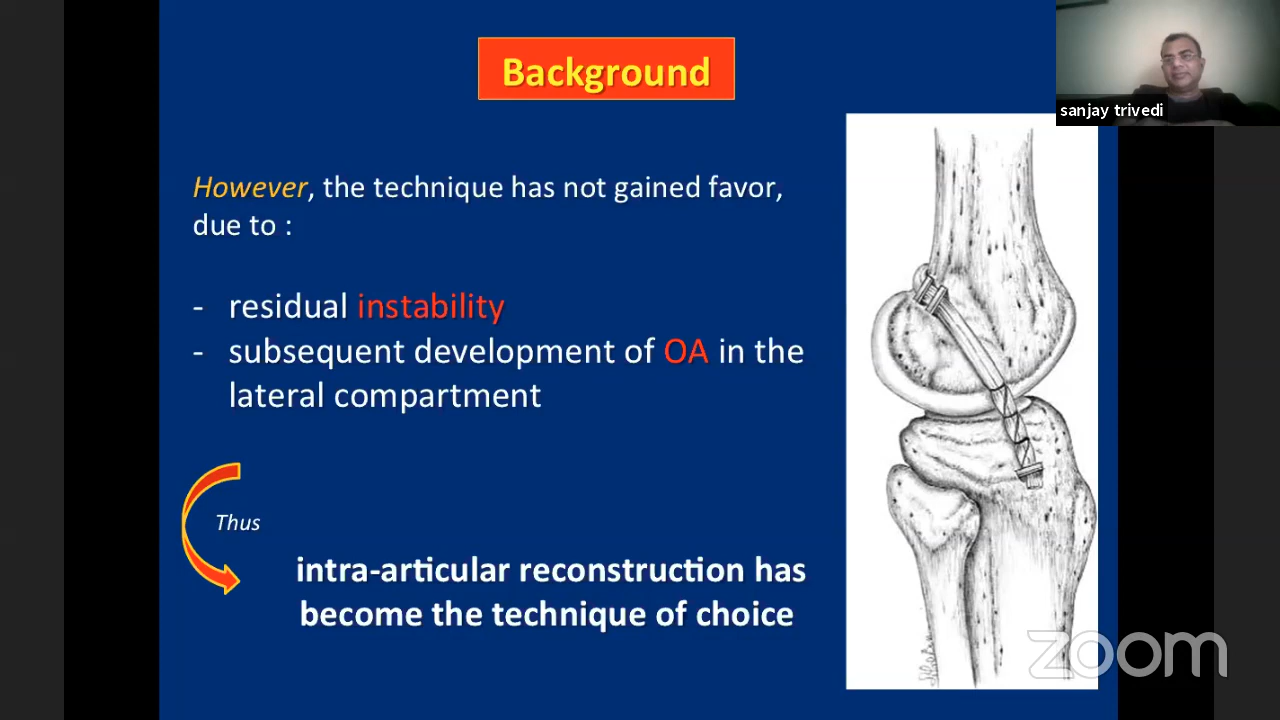 Background
sanjay trivedi
However, the technique has not gained favor,
due to :
- residual instability
- subsequent development of OA in the
lateral compartment
Thus
intra-articular reconstruction has
become the technique of choice
zoom